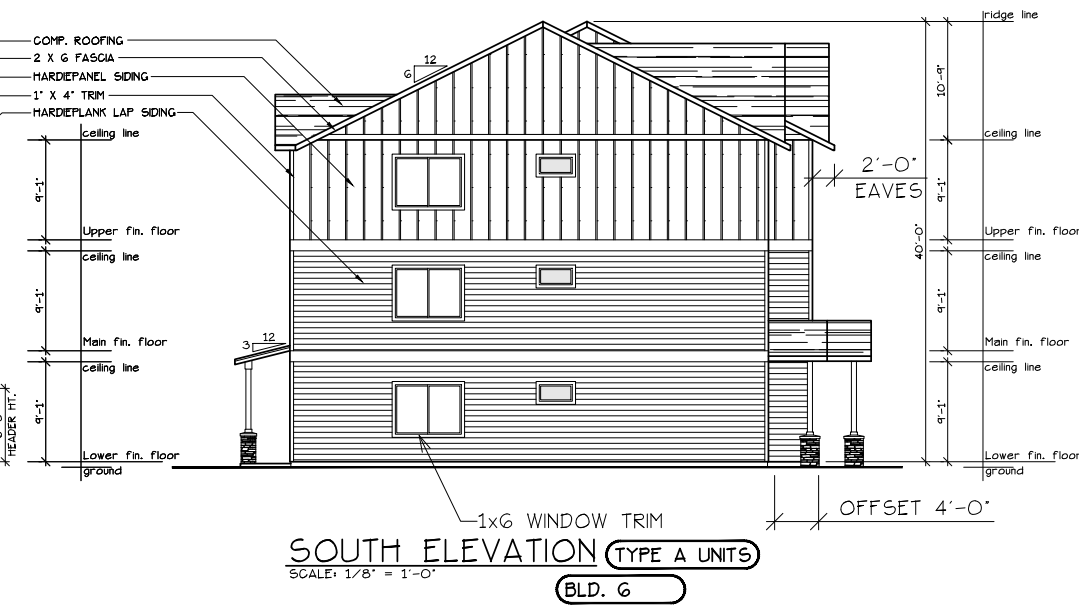 ridge line
COMP. ROOFING
2 X 6 FASCIA
HARDIEPANEL SIDING
1" X 4" TRIM
HARDIEPLANK LAP SIDING
12
6
10'-9"
ceiling line
ceiling line
9'-1"
2'-0"
EAVES
9'-1"
40'-0"
Upper fin. floor
Upper fin. floor
ceiling line
ceiling line
9'-1"
9'-1"
3
12
Main fin. floor
Main fin. floor
ceiling line
ceiling line
9'-1"
9'-1"
HEADER HT.
Lower fin. floor
Lower fin. floor
ground
ground
OFFSET 4'-0"
1x6 WINDOW TRIM
SOUTH ELEVATION
TYPE A UNITS
SCALE: 1/8" = 1'-0"
BLD. 6